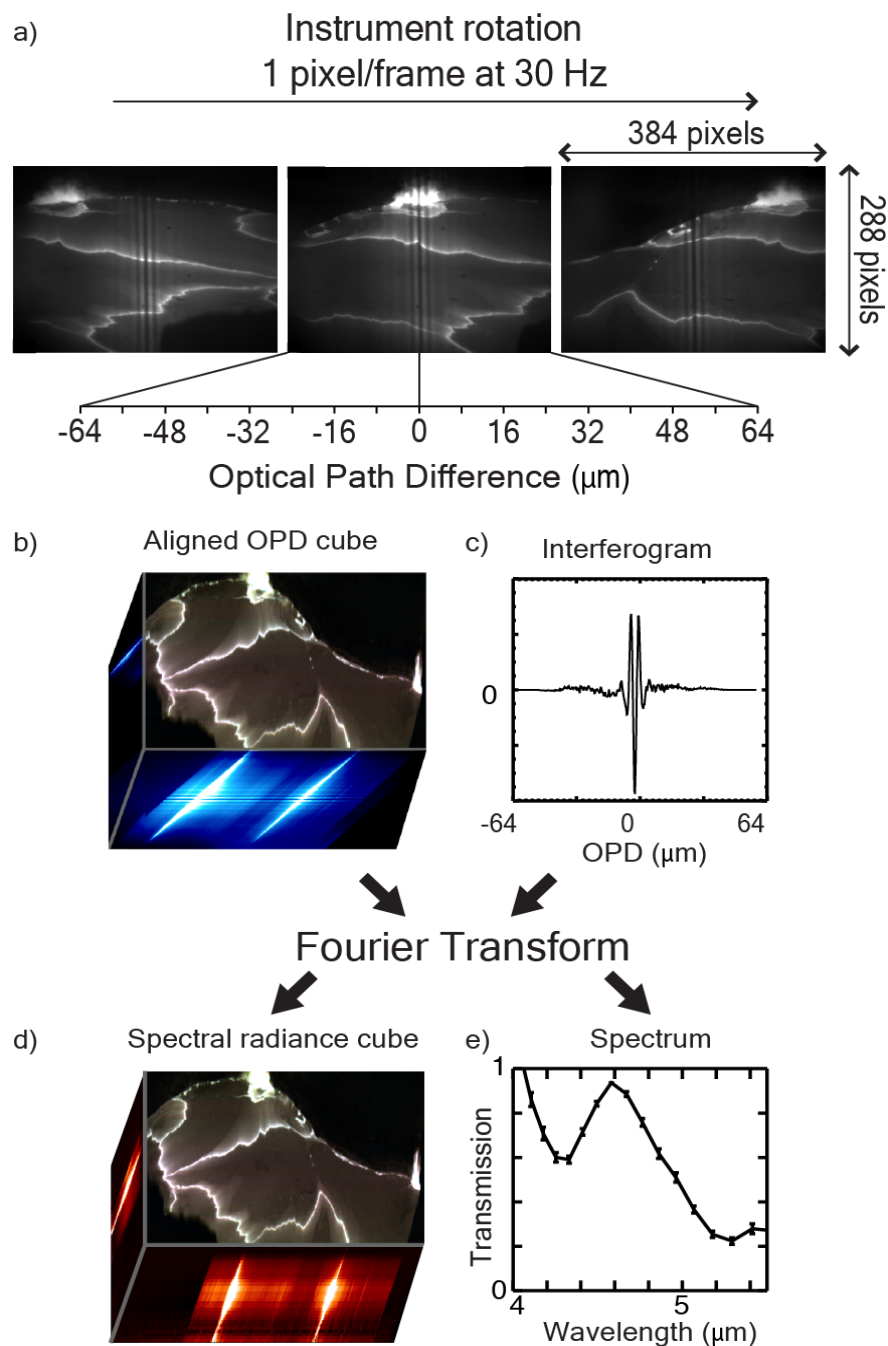 a)
Instrument rotation
1 pixel/frame at 30 Hz
384 pixels
288 pixels
-64 -48 -32 -16 0 16 32 48 64
Optical Path Difference (µm)
b)
Aligned OPD cube
c)
Interferogram
0
-64 0 64
OPD (µm)
Fourier Transform
d)
Spectral radiance cube
e)
Spectrum
1
Transmission
0
4 5
Wavelength (µm)